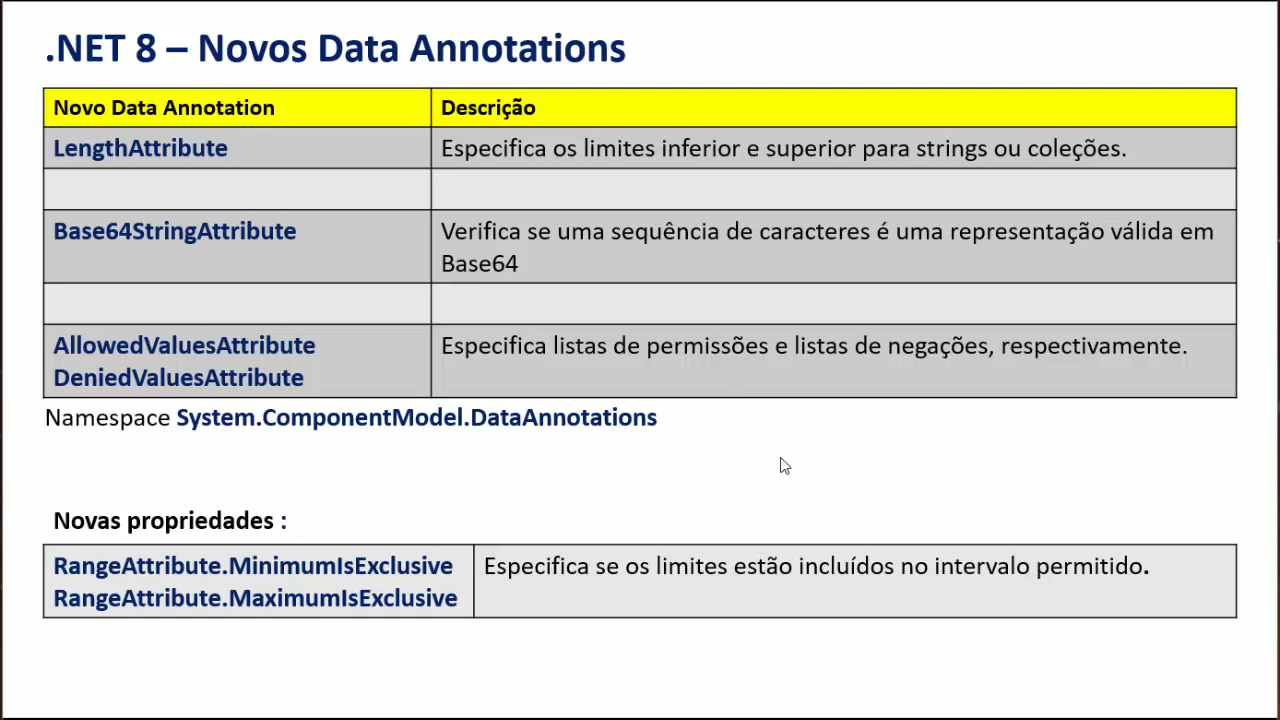 .NET 8 – Novos Data Annotations
Novo Data Annotation
Descrição
LengthAttribute
Especifica os limites inferior e superior para strings ou coleções.
Base64StringAttribute
Verifica se uma sequência de caracteres é uma representação válida em
Base64
AllowedValuesAttribute
DeniedValuesAttribute
Especifica listas de permissões e listas de negações, respectivamente.
Namespace System.ComponentModel.DataAnnotations
Novas propriedades :
RangeAttribute.MinimumIsExclusive
RangeAttribute.MaximumIsExclusive
Especifica se os limites estão incluídos no intervalo permitido.